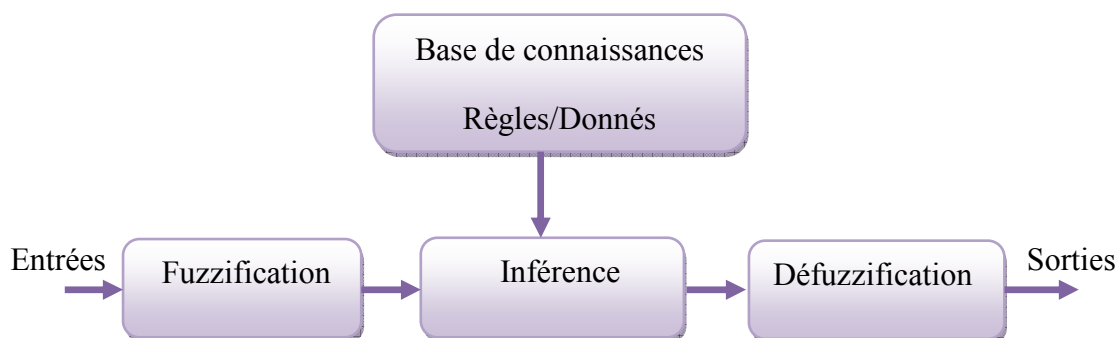 Base de connaissances
Règles/Donnés
Entrées
Fuzzification
Inférence
Défuzzification
Sorties